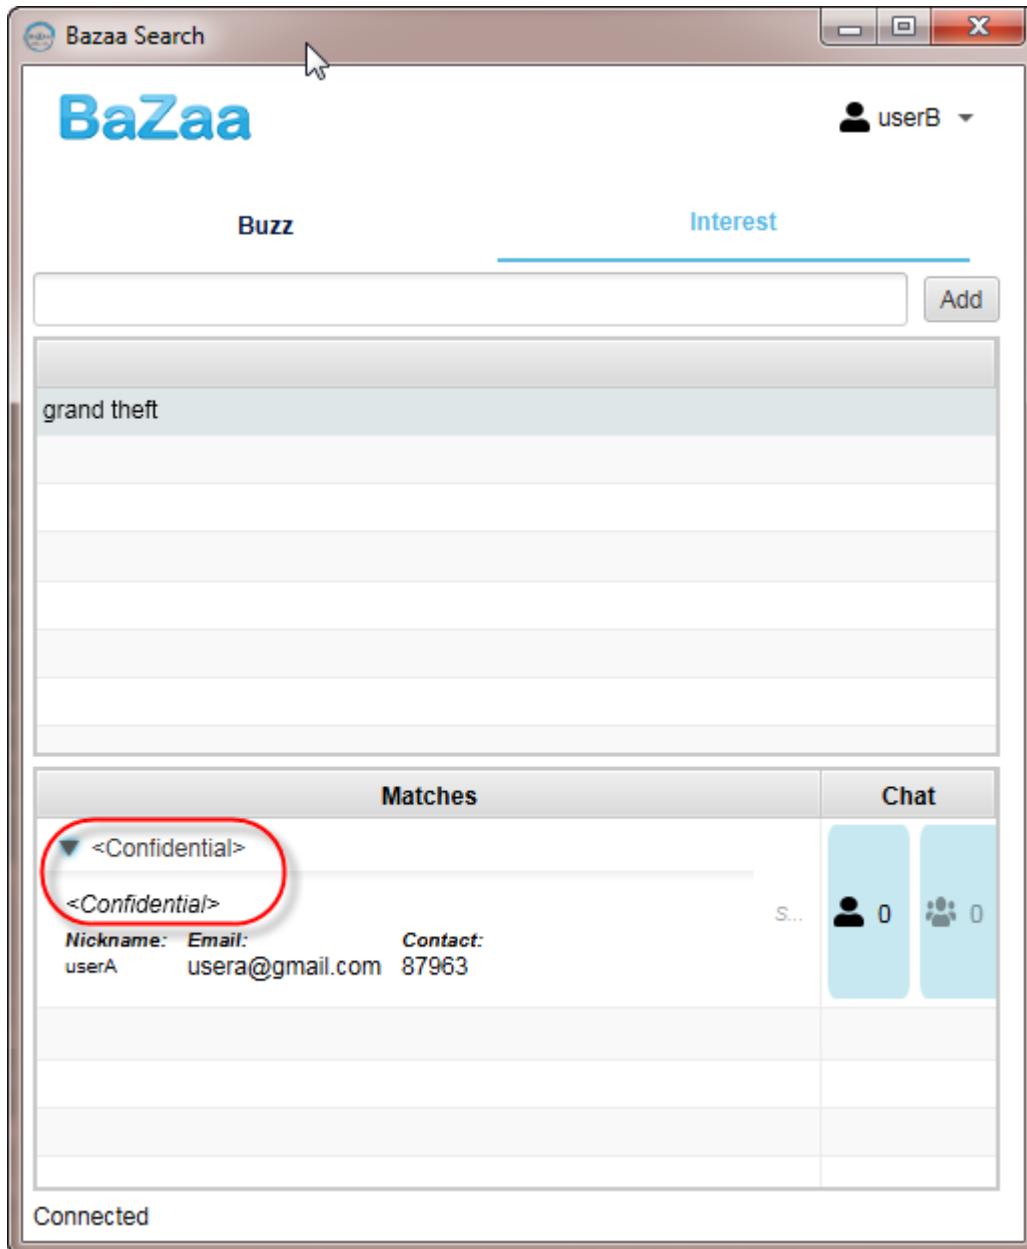 Bazaa Search
BaZaa
userB
Buzz Interest
Add
grand theft
Matches Chat
<Confidential>
<Confidential>
S... 0 0
Nickname: Email: Contact:
userA usera@gmail.com 87963
Connected